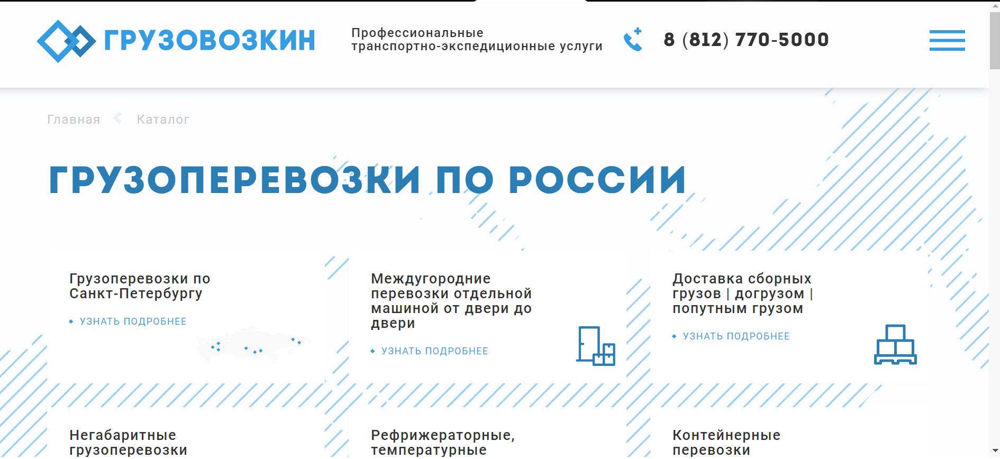 ГРУЗОВОЗКИН
Профессиональные
транспортно-экспедиционные услуги
8 (812) 770-5000
Главная Каталог
ГРУЗОПЕРЕВОЗКИ ПО РОССИИ
Грузоперевозки по
Санкт-Петербургу
УЗНАТЬ ПОДРОБНЕЕ
Междугородние
перевозки отдельной
машиной от двери до
двери
УЗНАТЬ ПОДРОБНЕЕ
Доставка сборных
грузов | догрузом |
попутным грузом
УЗНАТЬ ПОДРОБНЕЕ
Негабаритные
грузоперевозки
Рефрижераторные,
температурные
Контейнерные
перевозки